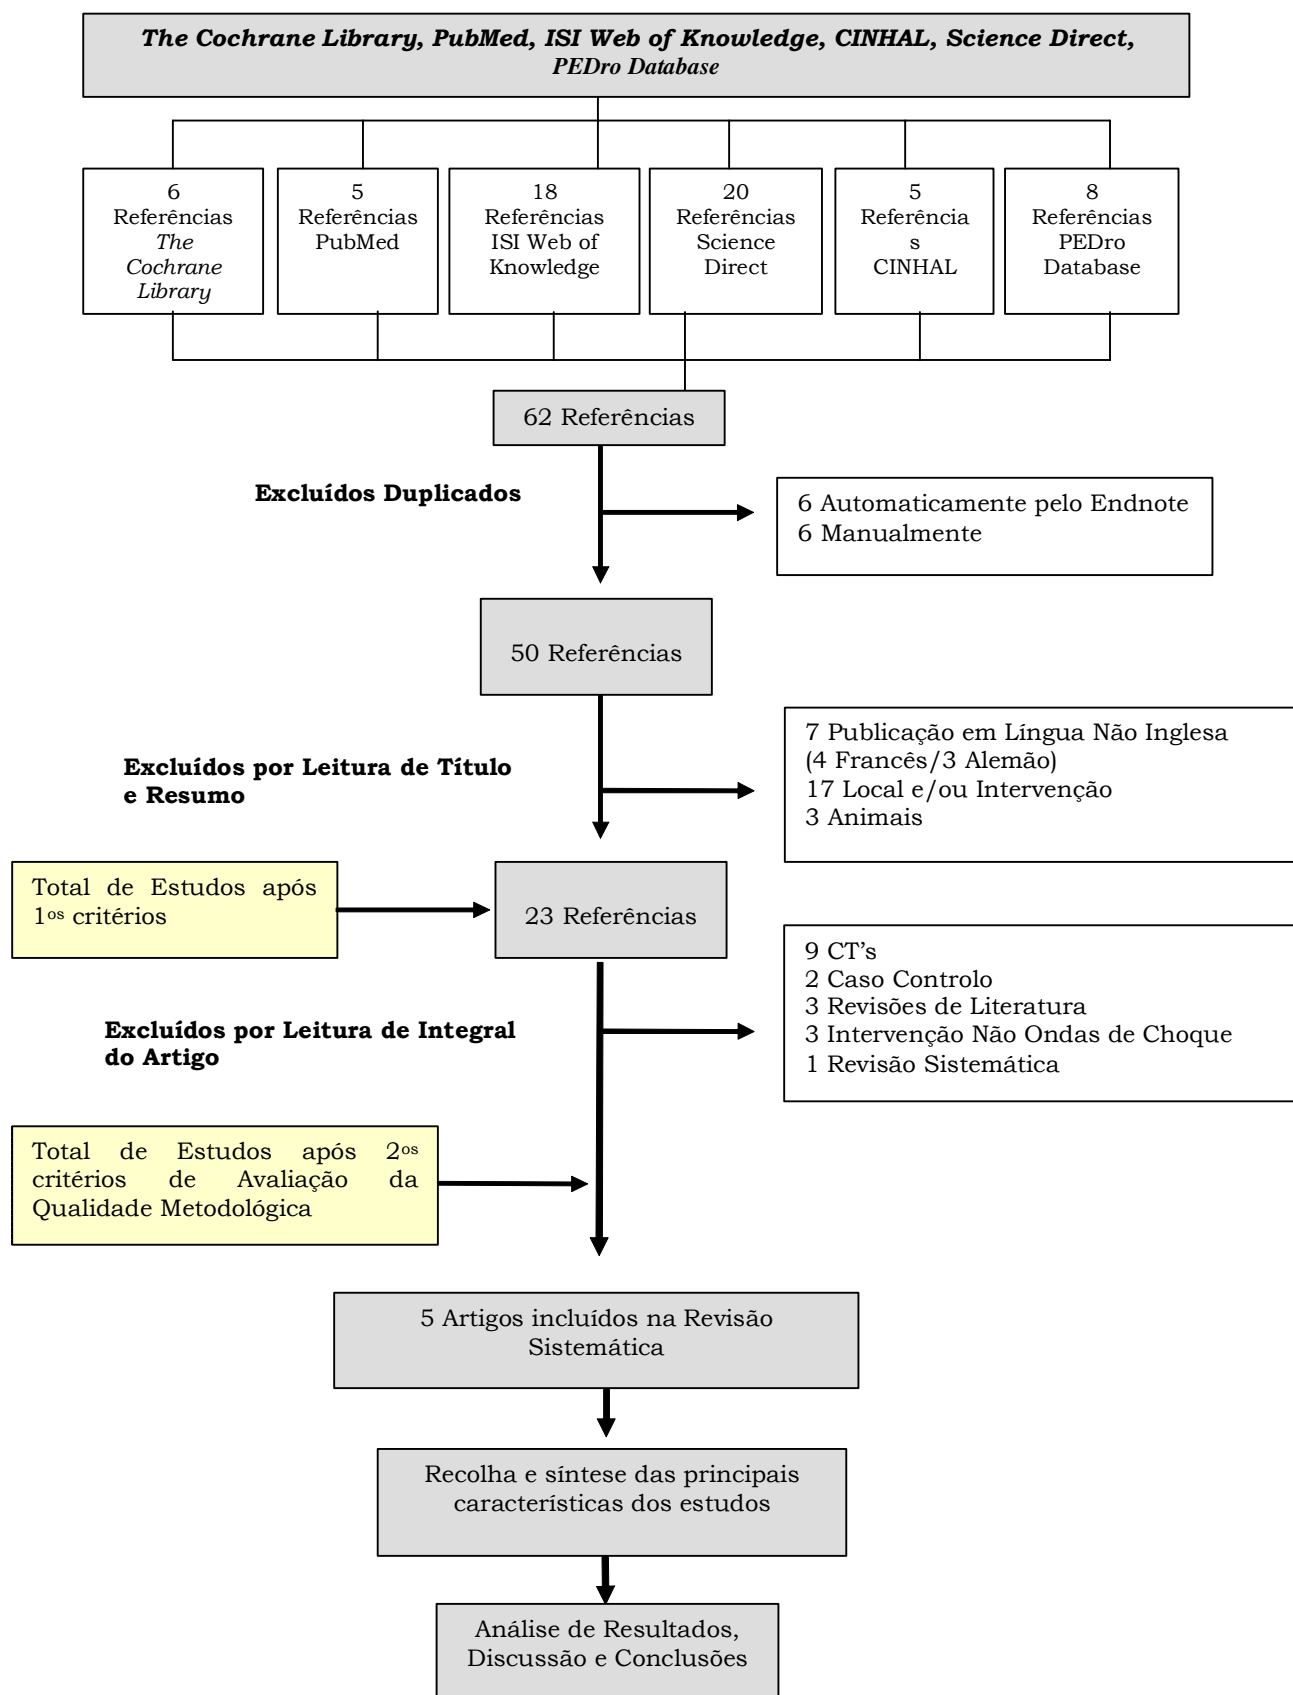 The Cochrane Library, PubMed, ISI Web of Knowledge, CINHAL, Science Direct,
PEDro Database
6
Referências
The
Cochrane
Library
5
Referências
PubMed
18
Referências
ISI Web of
Knowledge
20
Referências
Science
Direct
5
Referência
s
CINHAL
8
Referências
PEDro
Database
62 Referências
Excluídos Duplicados
6 Automaticamente pelo Endnote
6 Manualmente
50 Referências
Excluídos por Leitura de Título
e Resumo
7 Publicação em Língua Não Inglesa
(4 Francês/3 Alemão)
17 Local e/ou Intervenção
3 Animais
Total de Estudos após
1ºˢ critérios
23 Referências
Excluídos por Leitura de Integral
do Artigo
9 CT's
2 Caso Controlo
3 Revisões de Literatura
3 Intervenção Não Ondas de Choque
1 Revisão Sistemática
Total de Estudos após 2ºˢ
critérios de Avaliação da
Qualidade Metodológica
5 Artigos incluídos na Revisão
Sistemática
Recolha e síntese das principais
características dos estudos
Análise de Resultados,
Discussão e Conclusões